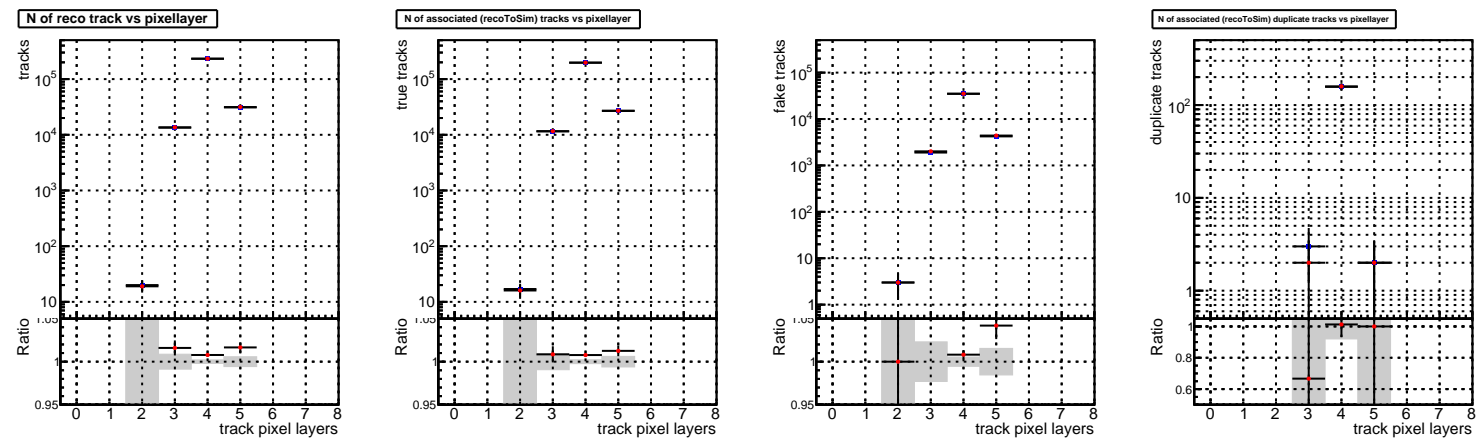 N of reco track vs pixellayer
tracks
10^5
10^4
10^3
10^2
10
1.05
Ratio
1
0.95
0 1 2 3 4 5 6 7 8
track pixel layers
N of associated (recoToSim) tracks vs pixellayer
true tracks
10^5
10^4
10^3
10^2
10
1.05
Ratio
1
0.95
0 1 2 3 4 5 6 7 8
track pixel layers
fake tracks
10^5
10^4
10^3
10^2
10
1
1.05
Ratio
1
0.95
0 1 2 3 4 5 6 7 8
track pixel layers
N of associated (recoToSim) duplicate tracks vs pixellayer
duplicate tracks
10^2
10
1
Ratio
1
0.8
0.6
0 1 2 3 4 5 6 7 8
track pixel layers